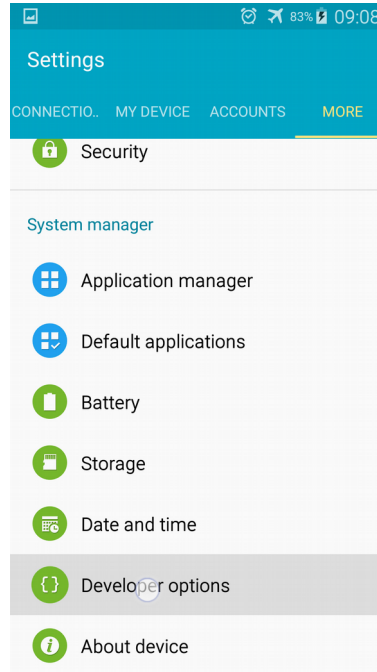 83% 09:08
Settings
CONNECTIO.. MY DEVICE ACCOUNTS MORE
Security
System manager
Application manager
Default applications
Battery
Storage
Date and time
Developer options
About device